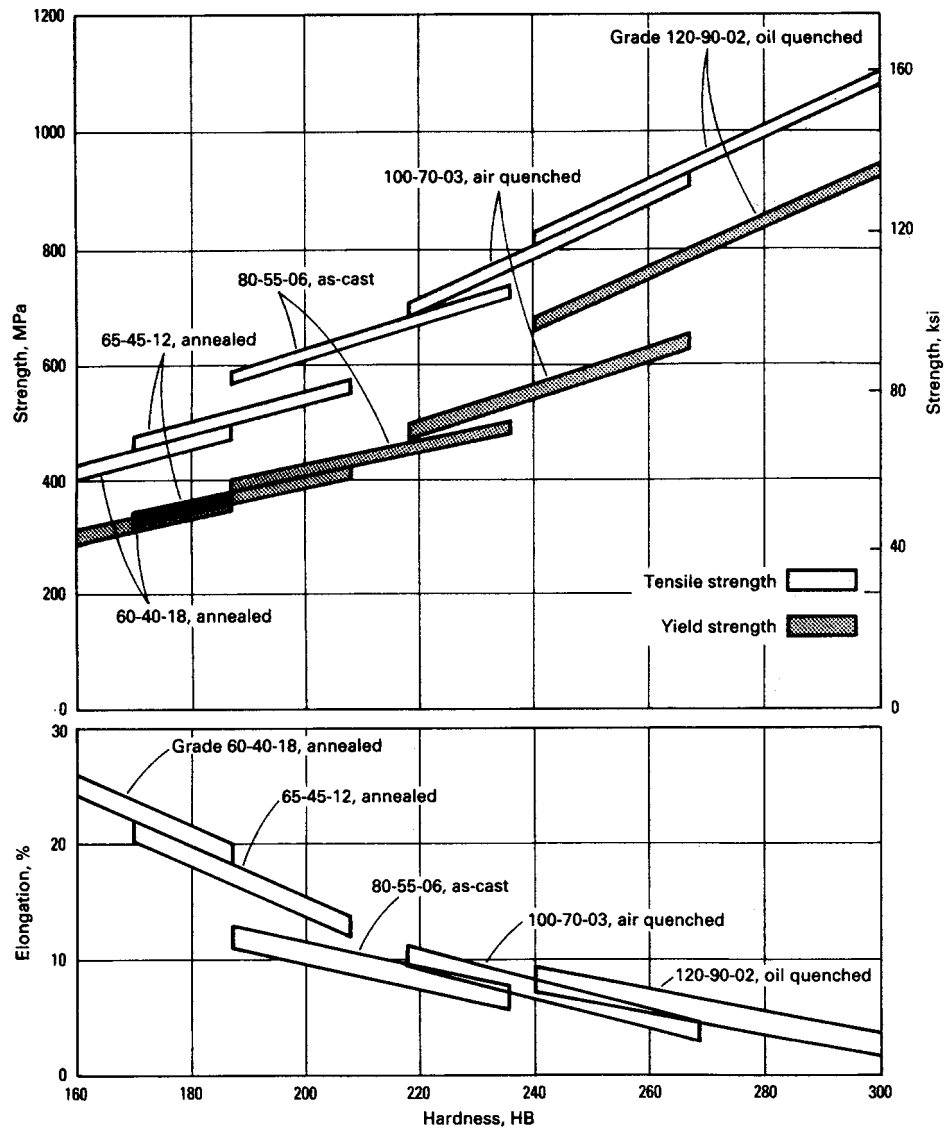 1200
Grade 120-90-02, oil quenched
160
1000
100-70-03, air quenched
800
120
80-55-06, as-cast
Strength, MPa
65-45-12, annealed
Strength, ksi
600
80
400
40
200
Tensile strength
60-40-18, annealed
Yield strength
0
0
30
Grade 60-40-18, annealed
65-45-12, annealed
20
Elongation, %
80-55-06, as-cast
100-70-03, air quenched
10
120-90-02, oil quenched
0
160 180 200 220 240 260 280 300
Hardness, HB